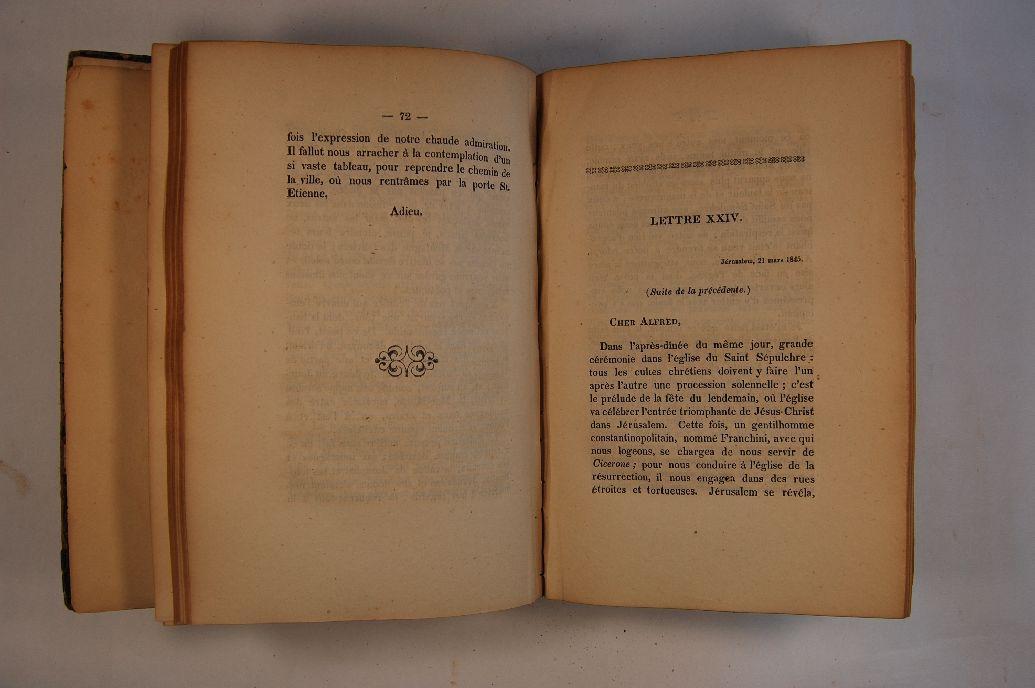 — 72 —
fois l'expression de notre chaude admiration.
Il fallut nous arracher à la contemplation d'un
si vaste tableau, pour reprendre le chemin de
la ville, où nous rentrâmes par la porte St.
Etienne.
Adieu.
LETTRE XXIV.
Jérusalem, 21 mars 1845.
(Suite de la précédente.)
CHER ALFRED,
Dans l'après-dînée du même jour, grande
cérémonie dans l'église du Saint Sépulchre :
tous les cultes chrétiens doivent y faire l'un
après l'autre une procession solennelle ; c'est
le prélude de la fête du lendemain, où l'église
va célébrer l'entrée triomphante de Jésus-Christ
dans Jérusalem. Cette fois, un gentilhomme
constantinopolitain, nommé Franchini, avec qui
nous logeons, se chargea de nous servir de
Cicerone ; pour nous conduire à l'église de la
résurrection, il nous engagea dans des rues
étroites et tortueuses. Jérusalem se révéla,